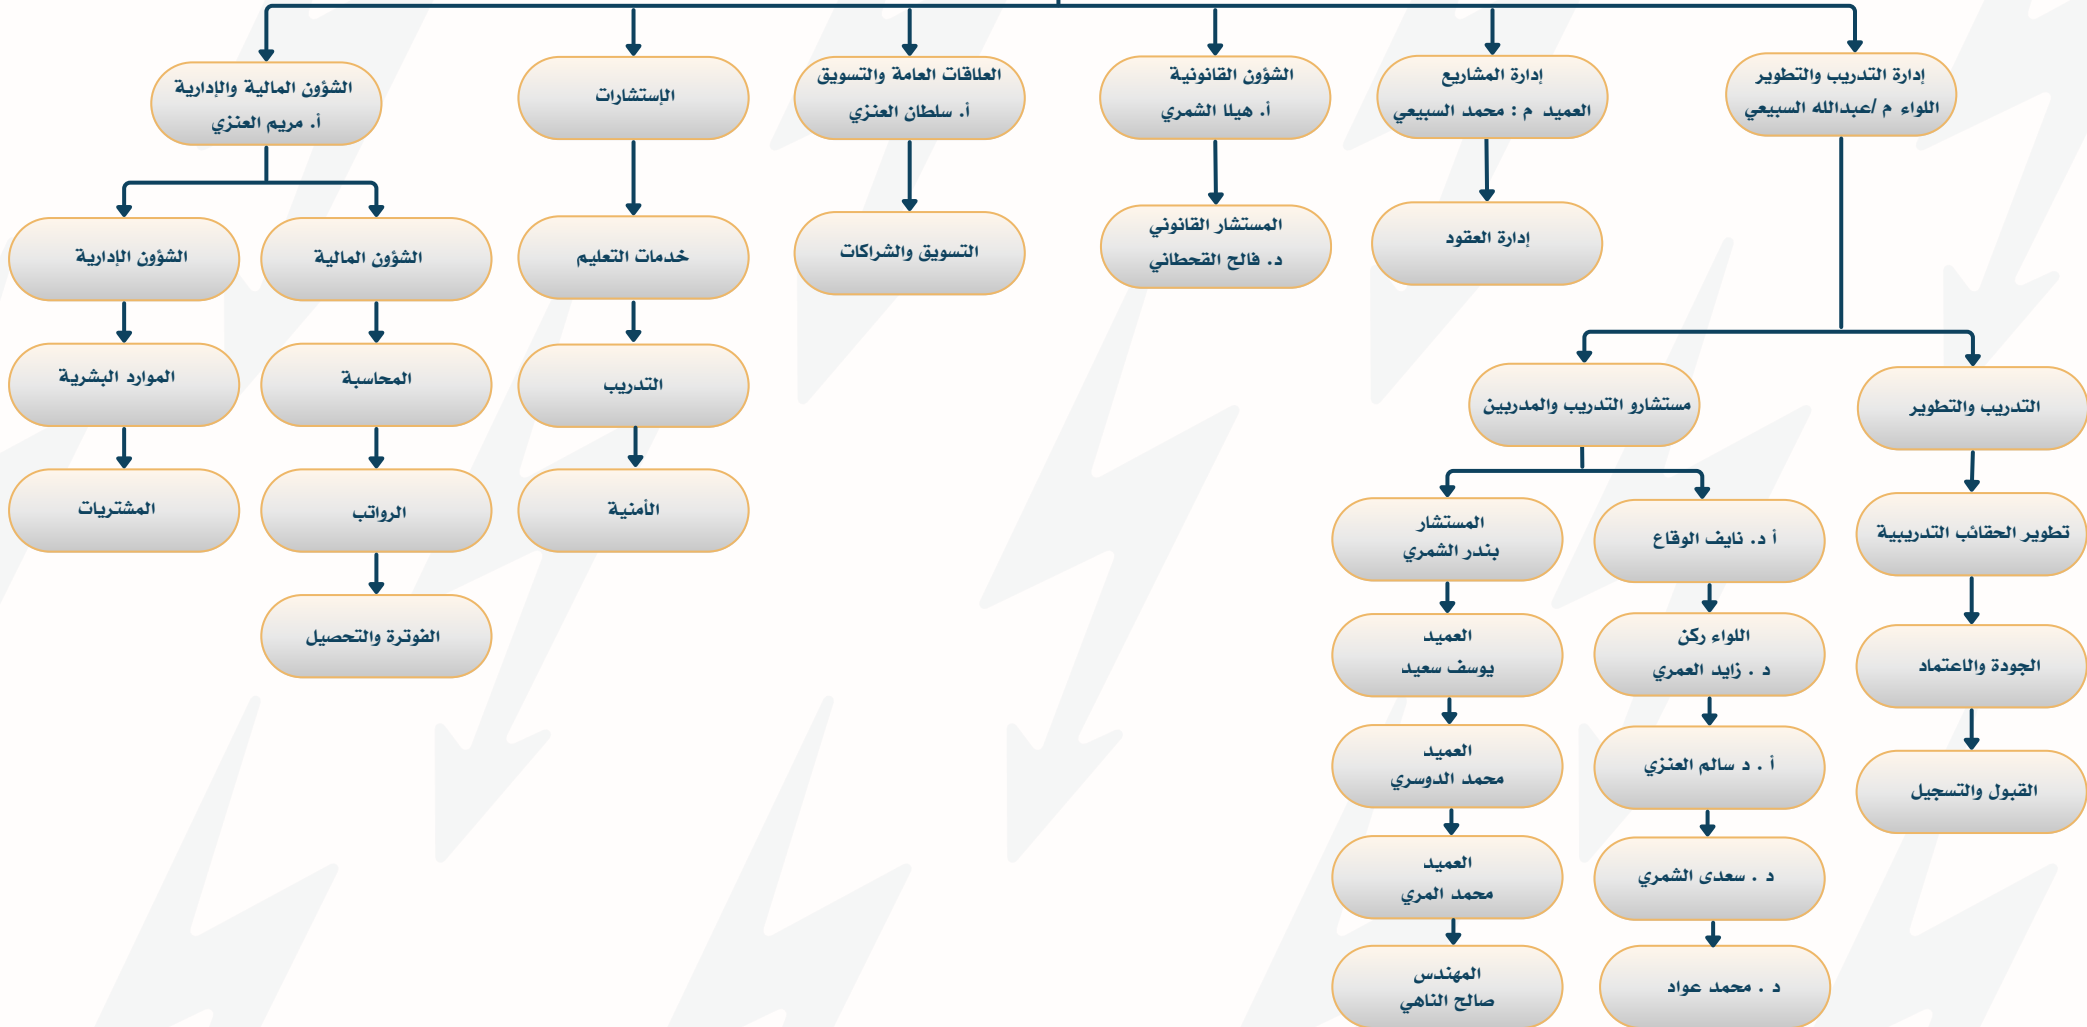 إدارة التدريب والتطوير
اللواء م /عبدالله السبيعي
إدارة المشاريع
العميد م : محمد السبيعي
الشؤون القانونية
أ. هيلا الشمري
العلاقات العامة والتسويق
أ. سلطان العنزي
الإستشارات
الشؤون المالية والإدارية
أ. مريم العنزي
إدارة العقود
المستشار القانوني
د. فالح القحطاني
التسويق والشراكات
خدمات التعليم
الشؤون المالية
الشؤون الإدارية
التدريب
المحاسبة
الموارد البشرية
الأمنية
الرواتب
المشتريات
الفوترة والتحصيل
التدريب والتطوير
مستشارو التدريب والمدربين
تطوير الحقائب التدريبية
الجودة والاعتماد
القبول والتسجيل
أ د. نايف الوقاع
اللواء ركن
د . زايد العمري
أ . د سالم العنزي
د . سعدى الشمري
د . محمد عواد
المستشار
بندر الشمري
العميد
يوسف سعيد
العميد
محمد الدوسري
العميد
محمد المري
المهندس
صالح الناهي